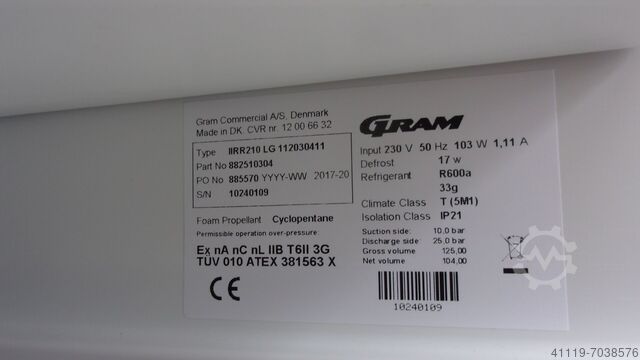 Gram Commercial A/S, Denmark
Made in DK. CVR nr. 12 00 66 32
Type IIRR210 LG 112030411
Part No 882510304
PO No 885570 YYYY-WW 2017-20
S/N 10240109
Foam Propellant Cyclopentane
Permissible operation over-pressure:
Ex nA nC nL IIB T6II 3G
TÜV 010 ATEX 381563 X
CE
GRAM
Input 230 V 50 Hz 103 W 1,11 A
Defrost 17 w
Refrigerant R600a
33g
Climate Class T (5M1)
Isolation Class IP21
Suction side: 10,0 bar
Discharge side: 25,0 bar
Gross volume 125,00
Net volume 104,00
10240109
41119-7038576